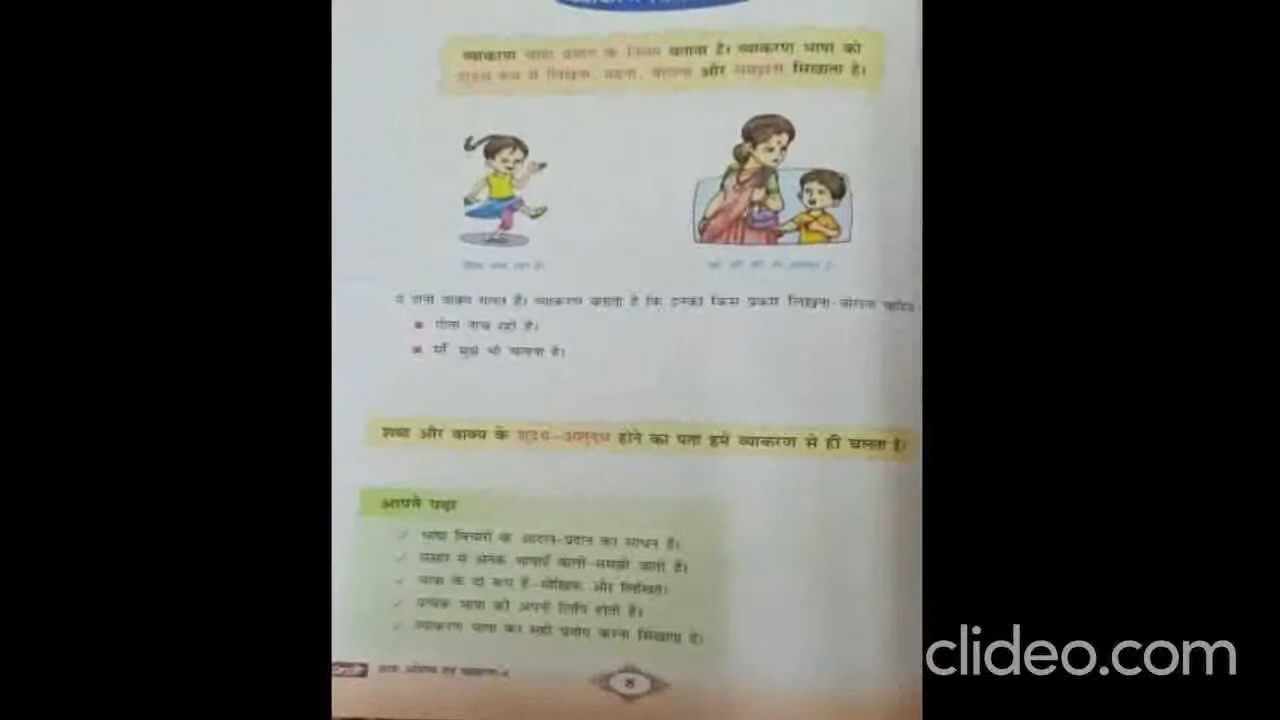 व्याकरण भाषा प्रयोग के नियम बताता है। व्याकरण भाषा को
शुद्ध रूप से लिखना, पढ़ना, बोलना और समझना सिखाता है।
ये दोनों वाक्य गलत हैं। व्याकरण बताता है कि इनको किस प्रकार लिखना-बोलना चाहिए
गीता नाच रही है।
माँ मुझे भी चलना है।
शब्द और वाक्य के शुद्ध-अशुद्ध होने का पता हमें व्याकरण से ही चलता है।
आपने पढ़ा
भाषा विचारों के आदान-प्रदान का साधन है।
संसार में अनेक भाषाएँ बोली-समझी जाती हैं।
भाषा के दो रूप हैं-मौखिक और लिखित।
प्रत्येक भाषा की अपनी लिपि होती है।
व्याकरण भाषा का सही प्रयोग करना सिखाता है।
8
clideo.com